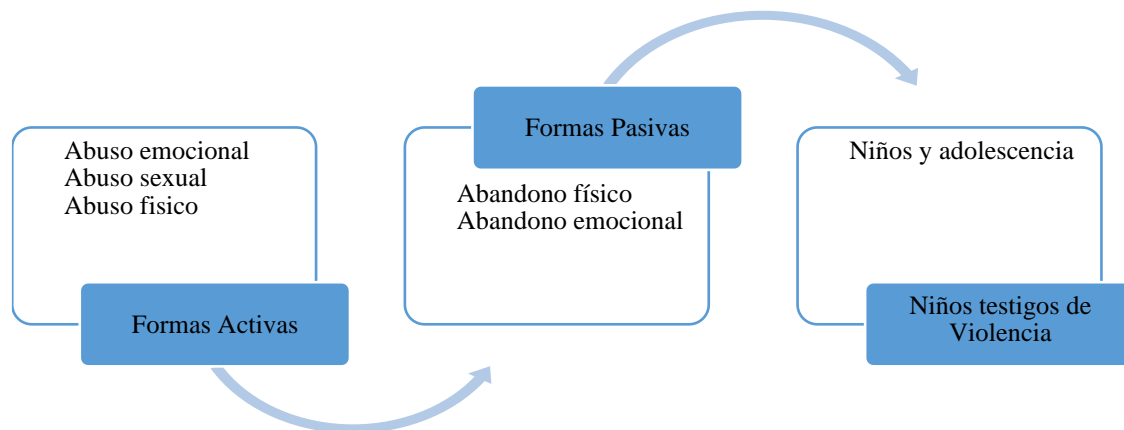 Abuso emocional
Abuso sexual
Abuso fisico
Formas Activas
Formas Pasivas
Abandono físico
Abandono emocional
Niños y adolescencia
Niños testigos de
Violencia